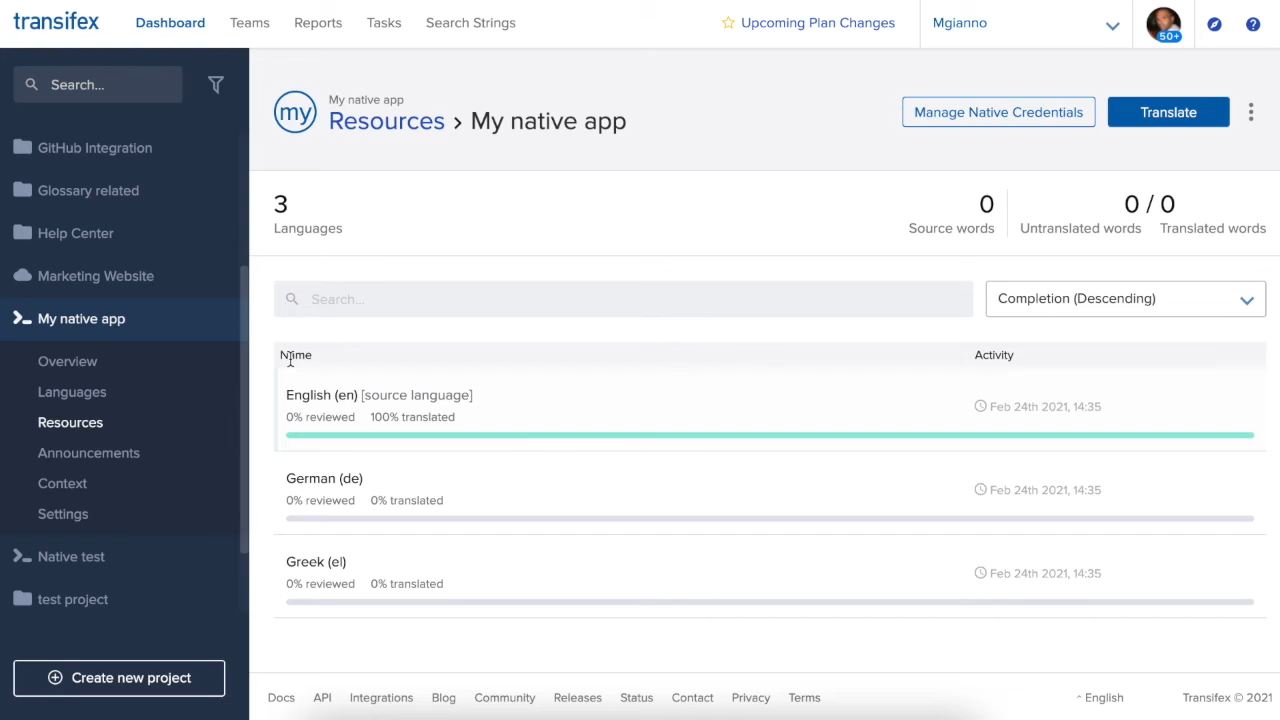 transifex
Dashboard
Teams
Reports
Tasks
Search Strings
Upcoming Plan Changes
Mgianno
50+
?
Search...
GitHub Integration
Glossary related
Help Center
Marketing Website
My native app
Overview
Languages
Resources
Announcements
Context
Settings
Native test
test project
Create new project
my
My native app
Resources > My native app
Manage Native Credentials
Translate
3
Languages
0
Source words
0 / 0
Untranslated words Translated words
Search...
Completion (Descending)
Name
Activity
English (en) [source language]
0% reviewed 100% translated
Feb 24th 2021, 14:35
German (de)
0% reviewed 0% translated
Feb 24th 2021, 14:35
Greek (el)
0% reviewed 0% translated
Feb 24th 2021, 14:35
Docs API Integrations Blog Community Releases Status Contact Privacy Terms
English
Transifex © 2021